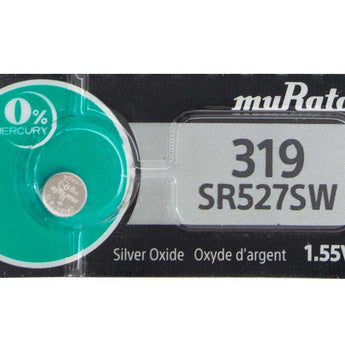 0%
MERCURY
muRata
319
SR527SW
Silver Oxide Oxyde d'argent 1.55V